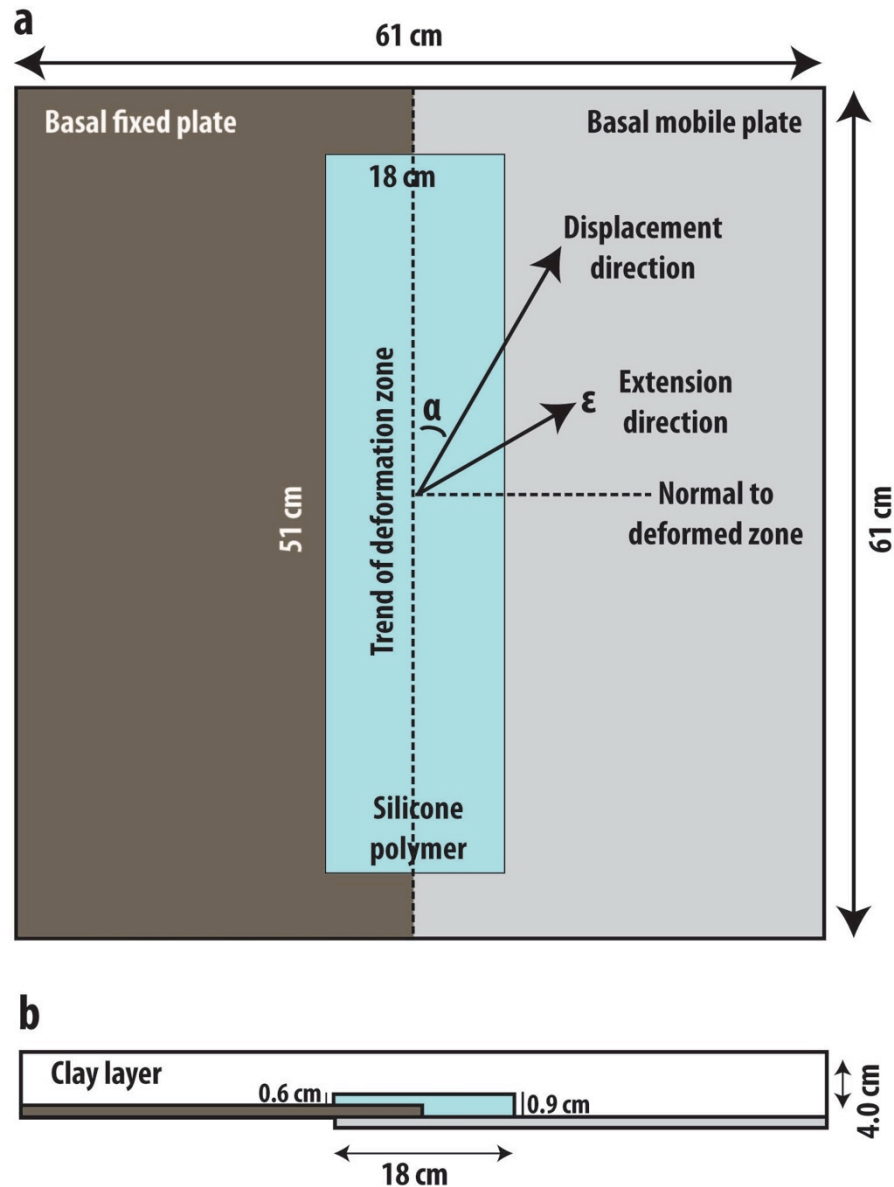 a
61 cm
Basal fixed plate
Basal mobile plate
18 cm
Displacement
direction
Trend of deformation zone
α
ε
Extension
direction
51 cm
Normal to
deformed zone
61 cm
Silicone
polymer
b
Clay layer
0.6 cm
0.9 cm
4.0 cm
18 cm